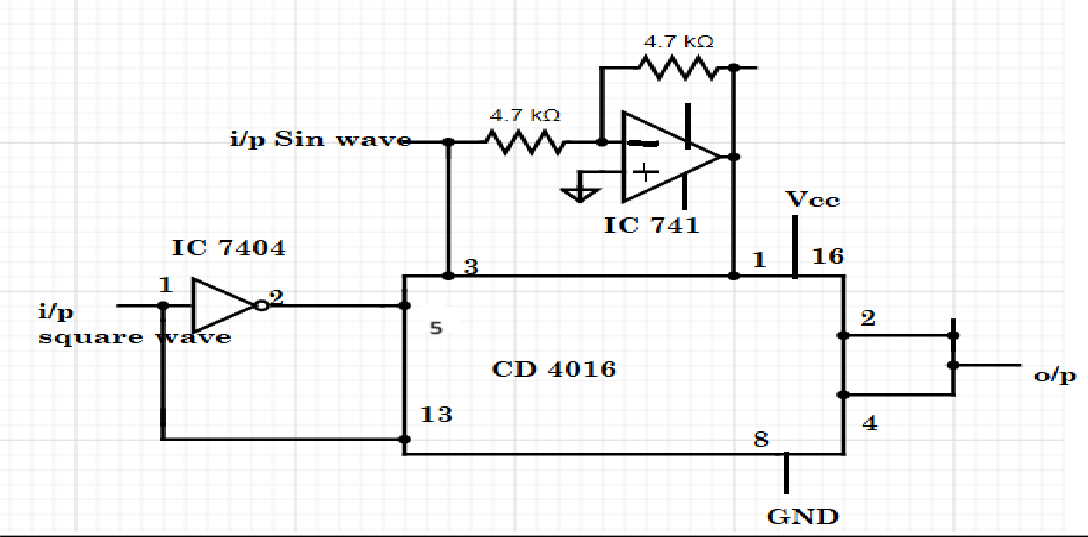 4.7 kΩ
4.7 kΩ
i/p Sin wave
IC 741
Vcc
IC 7404
1
16
3
1
2
i/p
square wave
5
2
CD 4016
o/p
13
4
8
GND